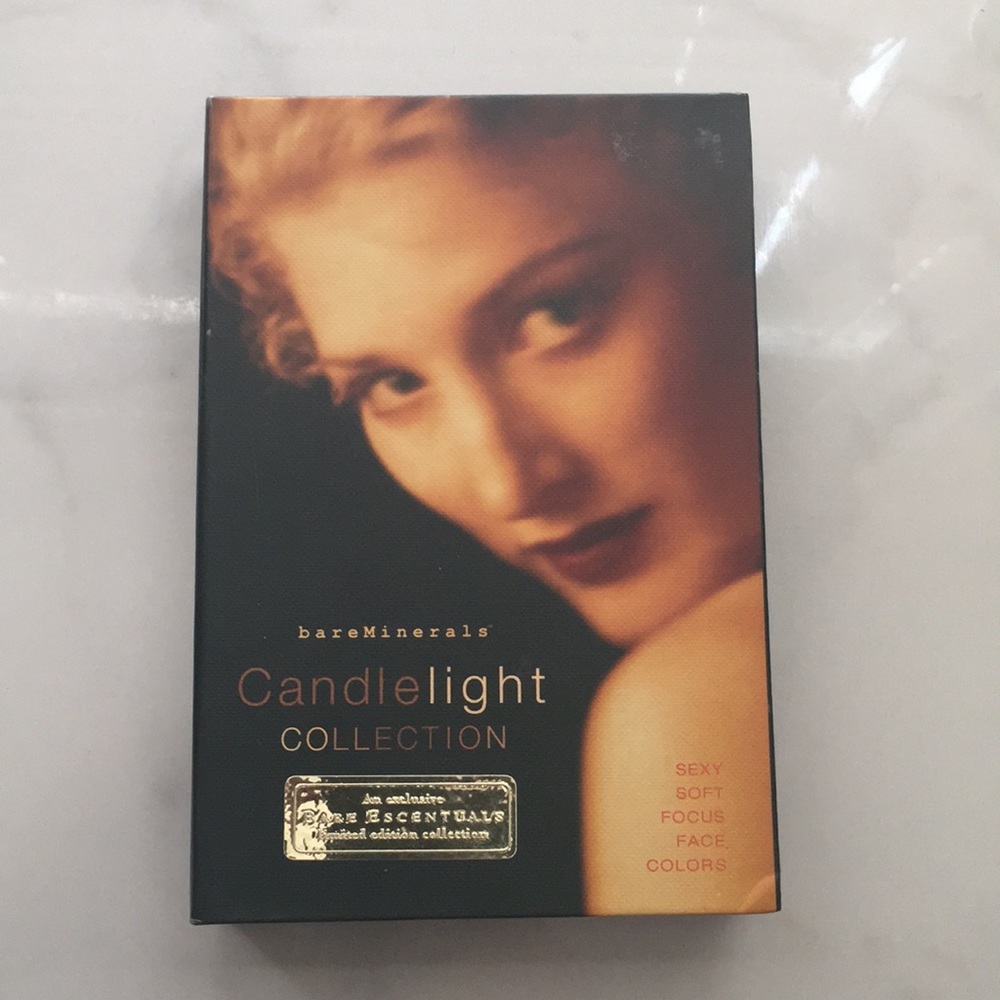 bareMinerals
Candlelight
COLLECTION
An exclusive
BARE ESCENTUALS
limited edition collection
SEXY
SOFT
FOCUS
FACE
COLORS